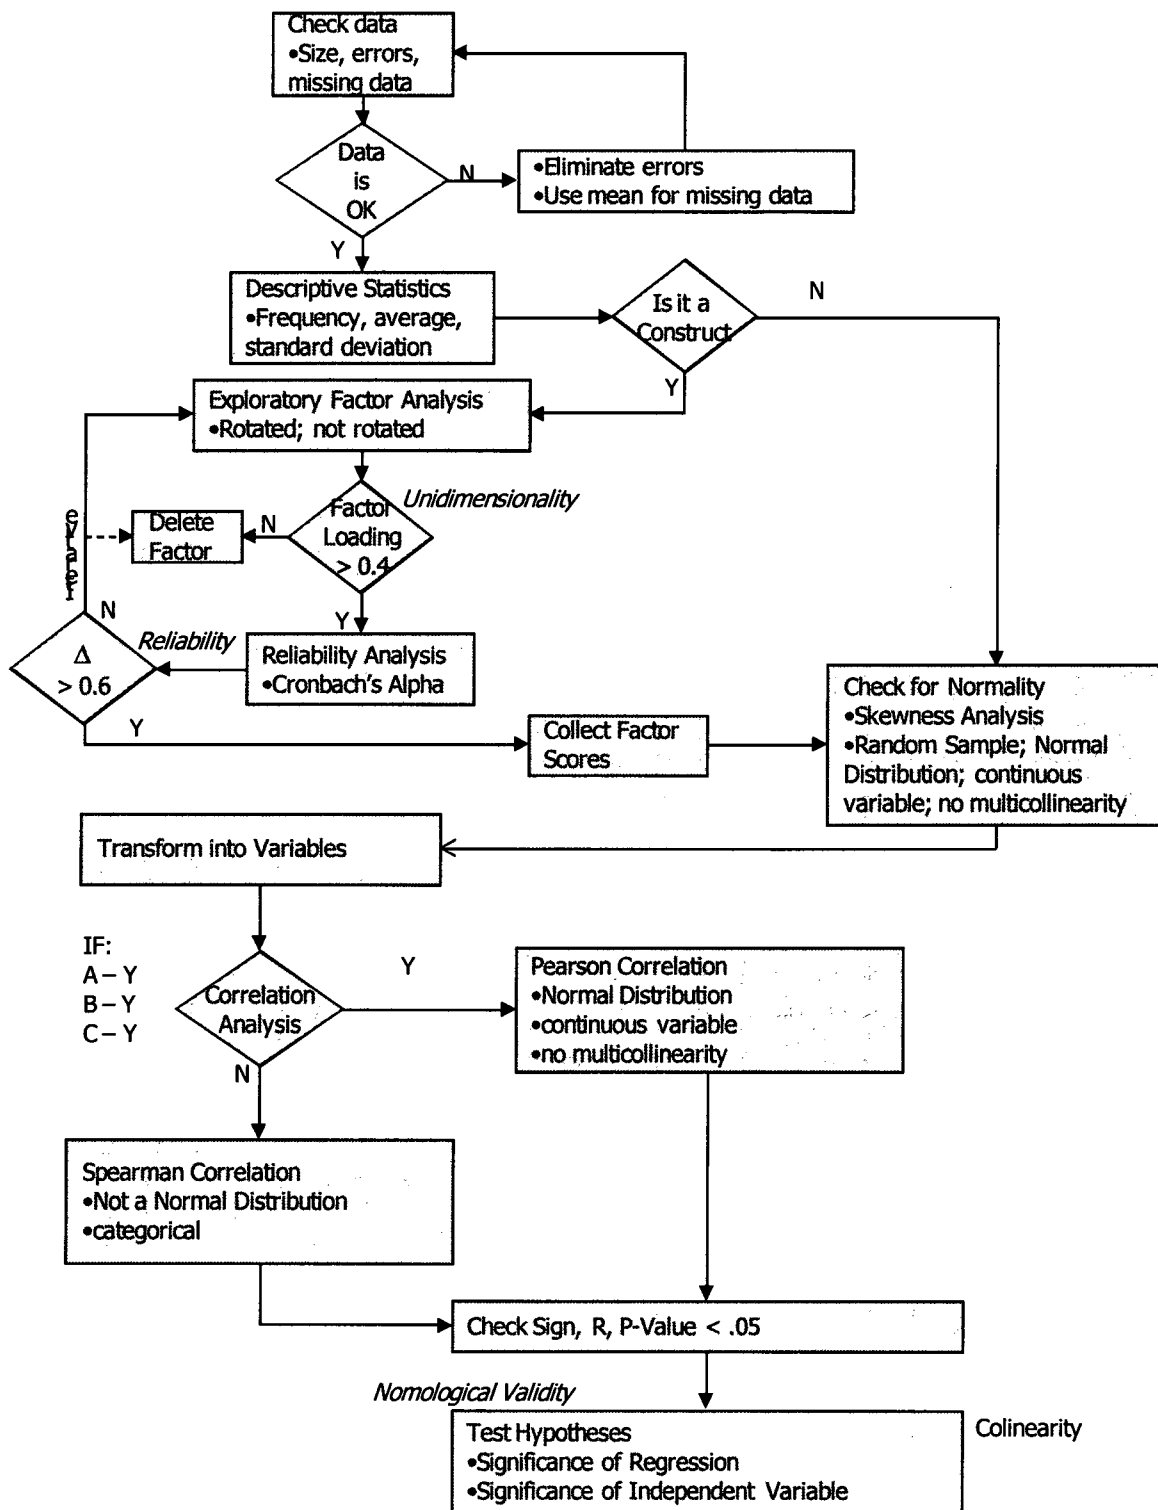 Check data
•Size, errors,
missing data
Data
is
OK
N
•Eliminate errors
•Use mean for missing data
Y
Descriptive Statistics
•Frequency, average,
standard deviation
Is it a
Construct
N
Y
Exploratory Factor Analysis
•Rotated; not rotated
Unidimensionality
Factor
Loading
> 0.4
N
Delete
Factor
Y
N
Reliability
Reliability Analysis
•Cronbach's Alpha
Δ
> 0.6
Y
Collect Factor
Scores
Check for Normality
•Skewness Analysis
•Random Sample; Normal
Distribution; continuous
variable; no multicollinearity
Transform into Variables
IF:
A – Y
B – Y
C – Y
Correlation
Analysis
Y
Pearson Correlation
•Normal Distribution
•continuous variable
•no multicollinearity
N
Spearman Correlation
•Not a Normal Distribution
•categorical
Check Sign, R, P-Value < .05
Nomological Validity
Test Hypotheses
•Significance of Regression
•Significance of Independent Variable
Colinearity